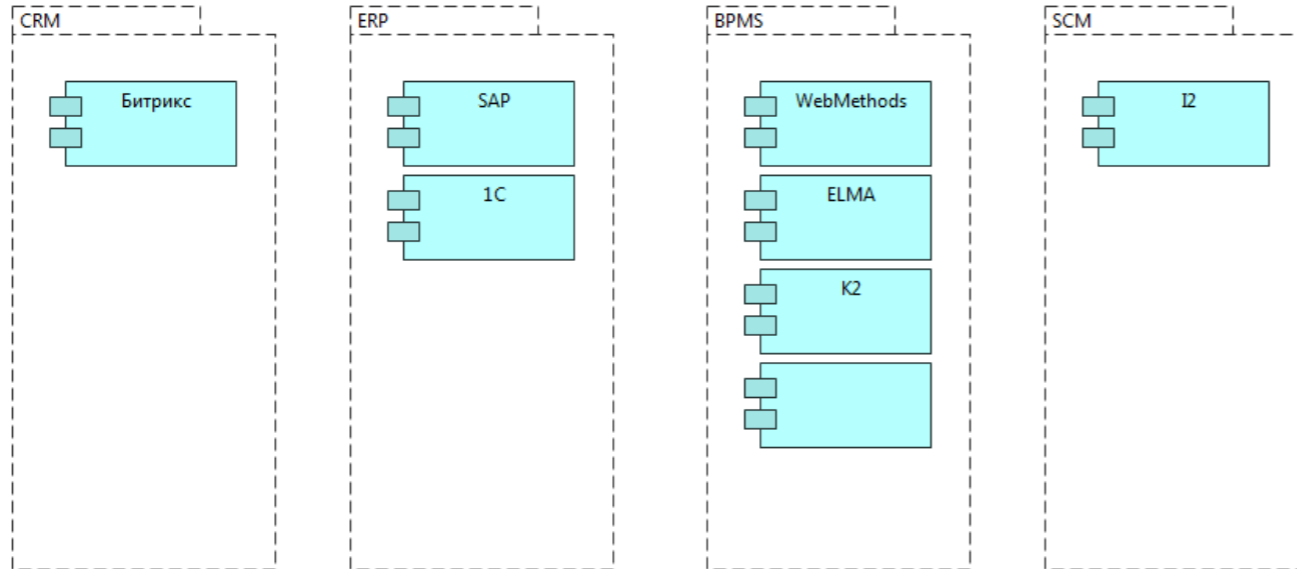 CRM
Битрикс
ERP
SAP
1C
BPMS
WebMethods
ELMA
K2
SCM
I2